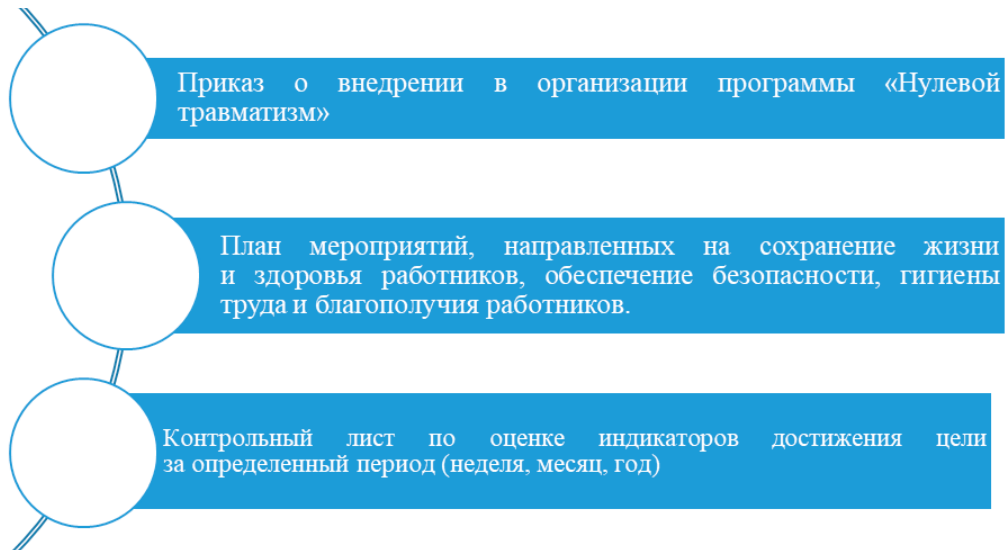 Приказ о внедрении в организации программы «Нулевой
травматизм»
План мероприятий, направленных на сохранение жизни
и здоровья работников, обеспечение безопасности, гигиены
труда и благополучия работников.
Контрольный лист по оценке индикаторов достижения цели
за определенный период (неделя, месяц, год)